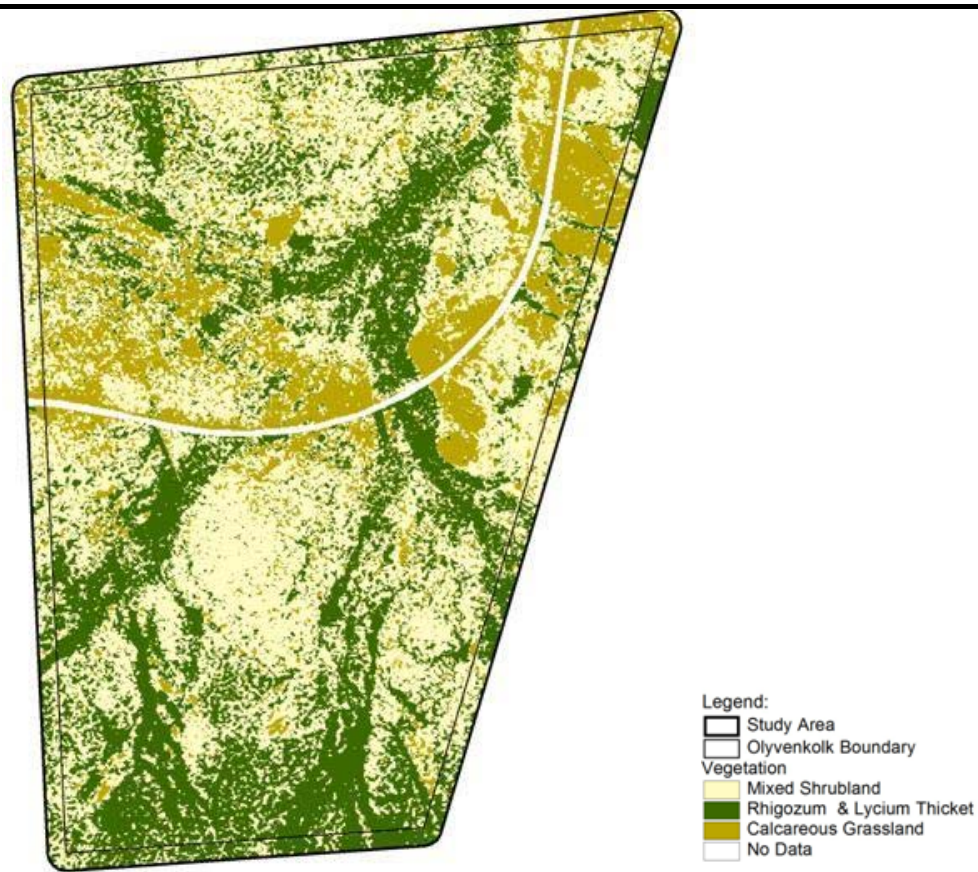 Legend:
Study Area
Olyvenkolk Boundary
Vegetation
Mixed Shrubland
Rhigozum & Lycium Thicket
Calcareous Grassland
No Data